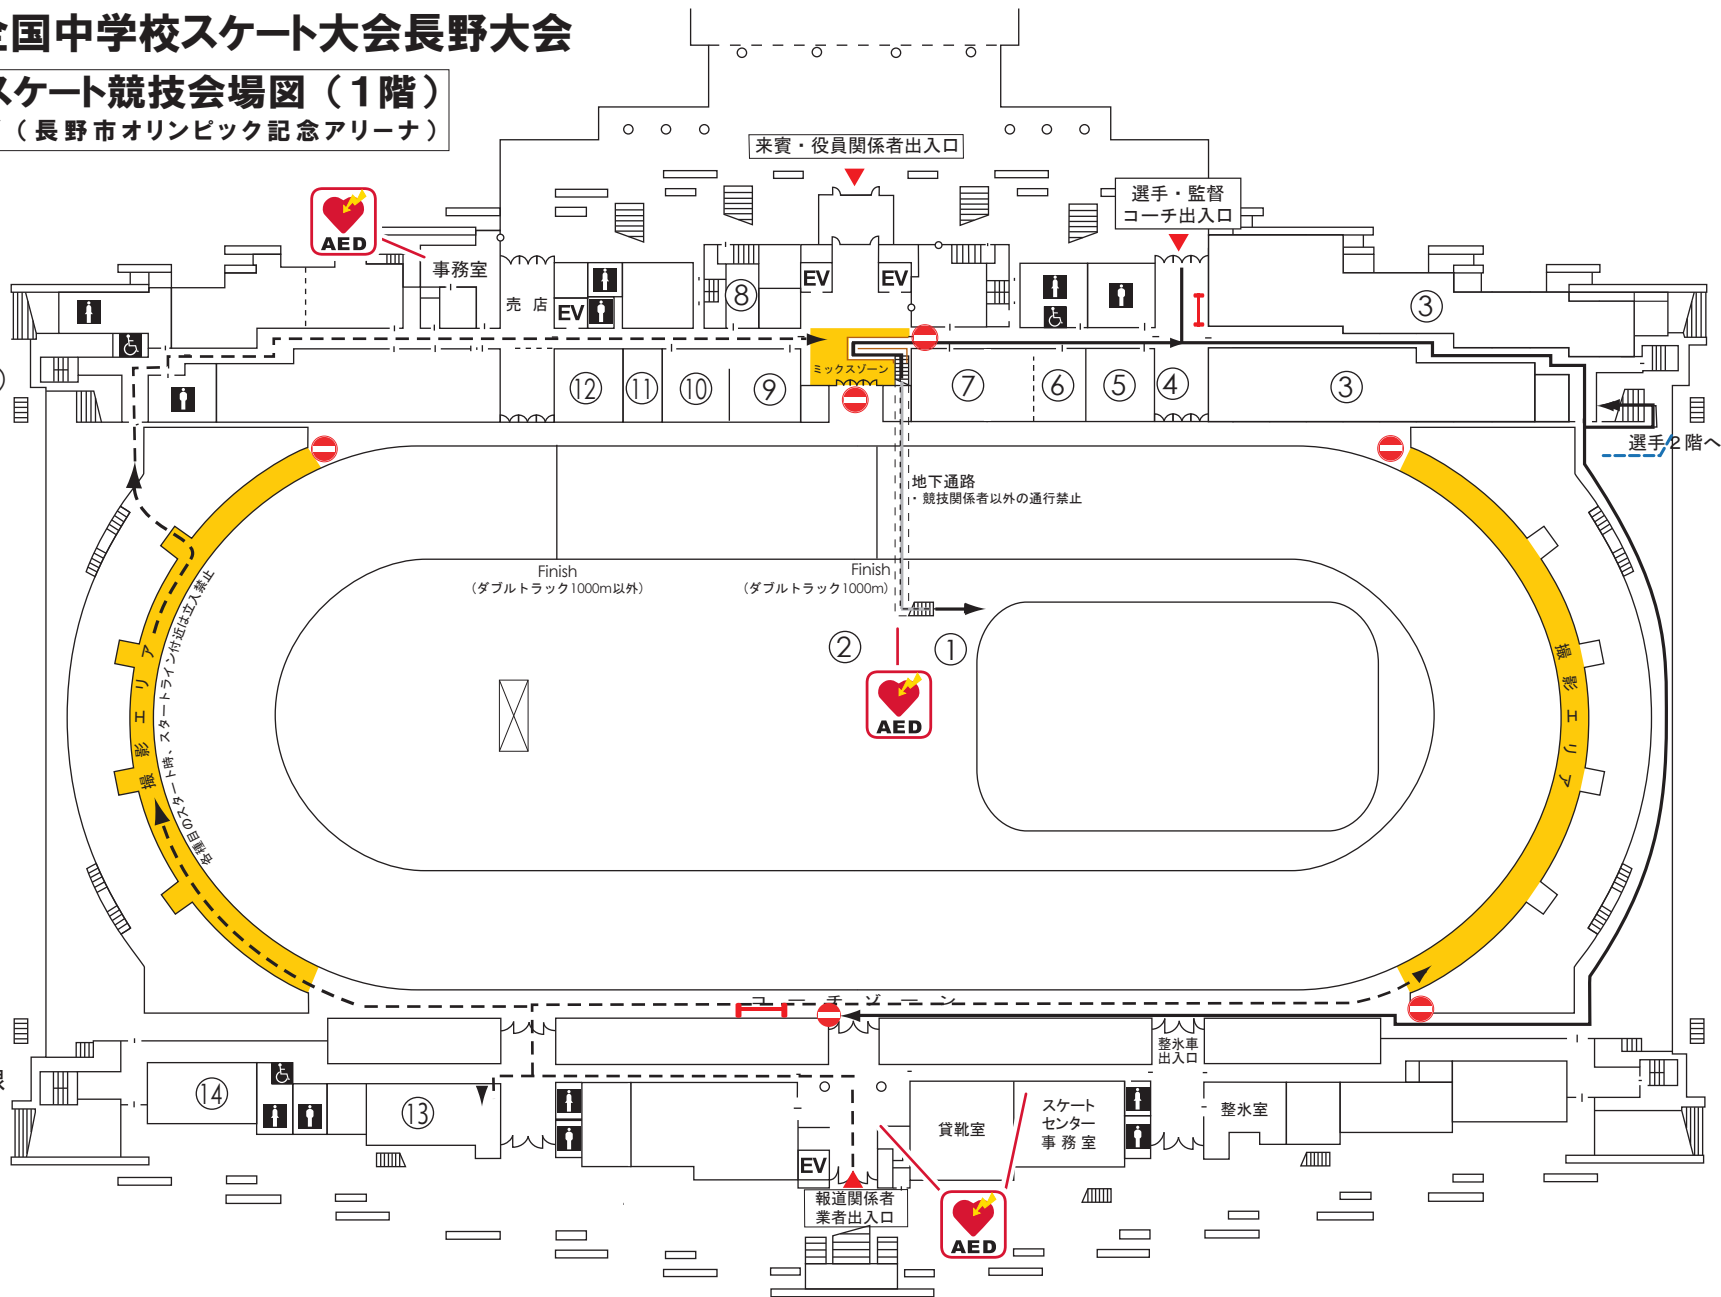 全国中学校スケート大会長野大会
スケート競技会場図（1階）
（長野市オリンピック記念アリーナ）
来賓・役員関係者出入口
選手・監督
コーチ出入口
AED
事務室
売店
EV
⑧
EV
EV
③
ミックスゾーン
⑫
⑪
⑩
⑨
⑦
⑥
⑤
④
③
選手2階へ
地下通路
・競技関係者以外の通行禁止
Finish
（ダブルトラック1000m以外）
Finish
（ダブルトラック1000m）
②
①
AED
撮影エリア
各種目のスタート時、スタートライン付近は立入禁止
撮影エリア
コーチゾーン
整氷車
出入口
⑭
⑬
貸靴室
スケート
センター
事務室
整氷室
EV
報道関係者
業者出入口
AED